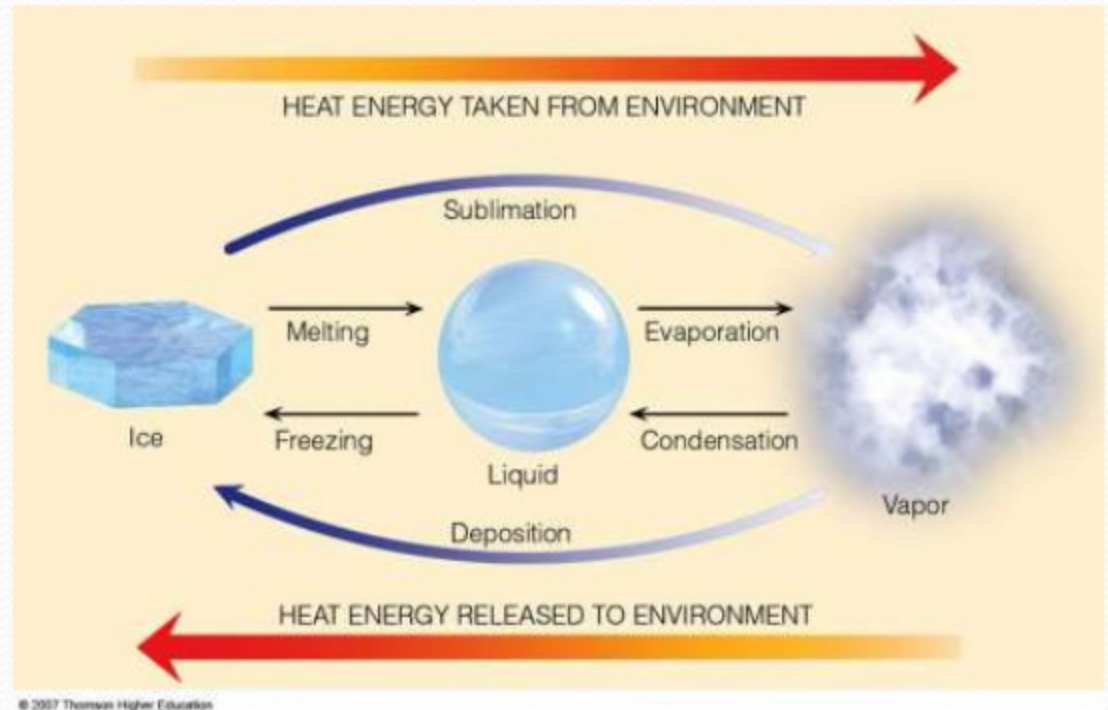 HEAT ENERGY TAKEN FROM ENVIRONMENT
Sublimation
Melting
Evaporation
Ice
Freezing
Condensation
Liquid
Vapor
Deposition
HEAT ENERGY RELEASED TO ENVIRONMENT
© 2007 Thomson Higher Education